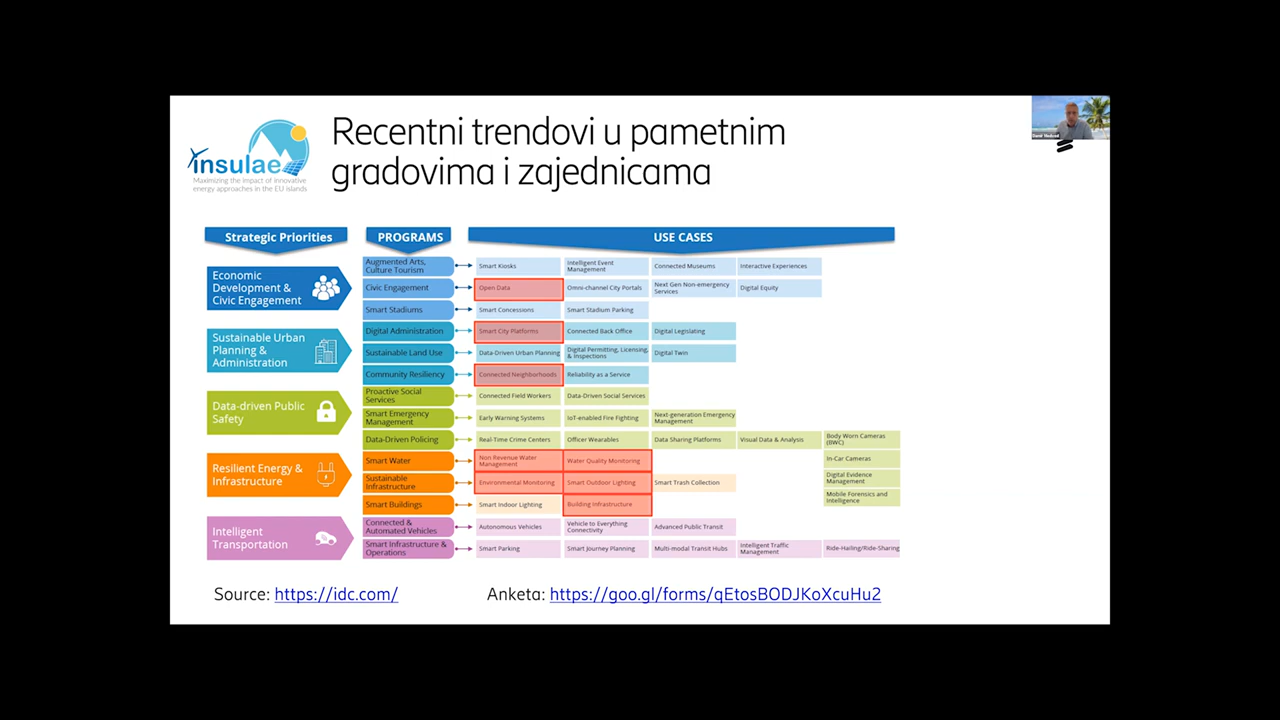 insulae
Maximizing the impact of innovative
energy approaches in the EU islands
Recentni trendovi u pametnim
gradovima i zajednicama
Strategic Priorities
PROGRAMS
USE CASES
Economic
Development &
Civic Engagement
Augmented Arts,
Culture Tourism
Smart Kiosks
Intelligent Event
Management
Connected Museums
Interactive Experiences
Civic Engagement
Open Data
Omni-channel City Portals
Next Gen Non-emergency
Services
Digital Equity
Smart Stadiums
Smart Concessions
Smart Stadium Parking
Sustainable Urban
Planning &
Administration
Digital Administration
Smart City Platforms
Connected Back Office
Digital Legislating
Sustainable Land Use
Data-Driven Urban Planning
Digital Permitting, Licensing,
& Inspections
Digital Twin
Community Resiliency
Connected Neighborhoods
Reliability as a Service
Data-driven Public
Safety
Proactive Social
Services
Connected Field Workers
Data-Driven Social Services
Smart Emergency
Management
Early Warning Systems
IoT-enabled Fire Fighting
Next-generation Emergency
Management
Data-Driven Policing
Real-Time Crime Centers
Officer Wearables
Data Sharing Platforms
Visual Data & Analysis
Body Worn Cameras
(BWC)
In-Car Cameras
Digital Evidence
Management
Mobile Forensics and
Intelligence
Resilient Energy &
Infrastructure
Smart Water
Non Revenue Water
Management
Water Quality Monitoring
Sustainable
Infrastructure
Environmental Monitoring
Smart Outdoor Lighting
Smart Trash Collection
Smart Buildings
Smart Indoor Lighting
Building Infrastructure
Intelligent
Transportation
Connected &
Automated Vehicles
Autonomous Vehicles
Vehicle to Everything
Connectivity
Advanced Public Transit
Smart Infrastructure &
Operations
Smart Parking
Smart Journey Planning
Multi-modal Transit Hubs
Intelligent Traffic
Management
Ride-Hailing/Ride-Sharing
Source: https://idc.com/
Anketa: https://goo.gl/forms/qEtosBODJKoXcuHu2